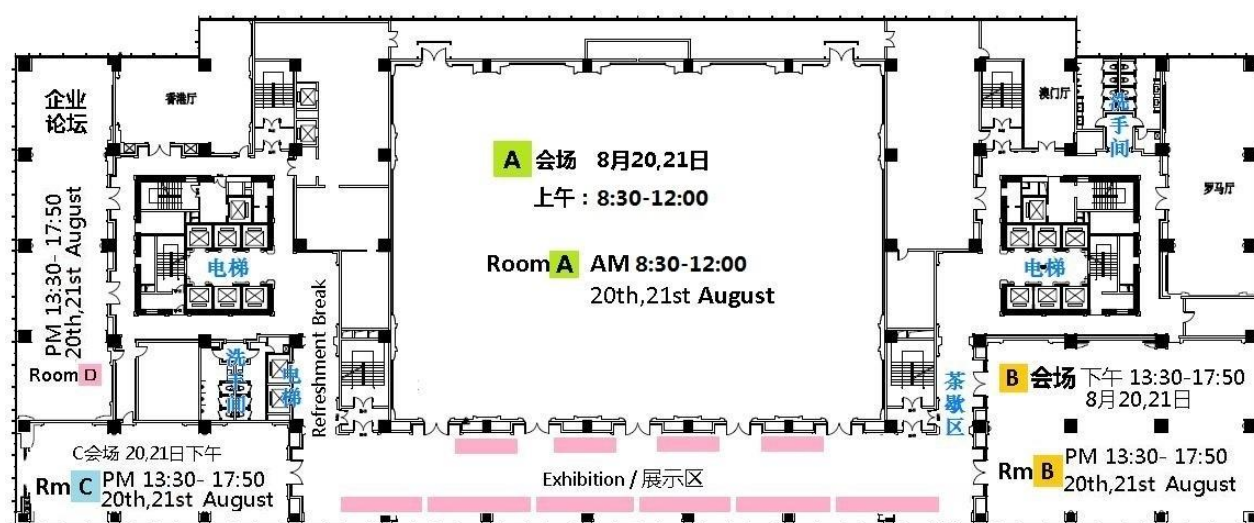 企业
论坛
香港厅
PM 13:30- 17:50
20th,21st August
Room D
电梯
洗手间
电梯
Refreshment Break
C会场 20,21日下午
Rm C PM 13:30- 17:50
20th,21st August
A 会场 8月20,21日
上午：8:30-12:00
Room A AM 8:30-12:00
20th,21st August
Exhibition / 展示区
澳门厅
洗手间
罗马厅
电梯
茶歇区
B 会场 下午 13:30-17:50
8月20,21日
Rm B PM 13:30- 17:50
20th,21st August